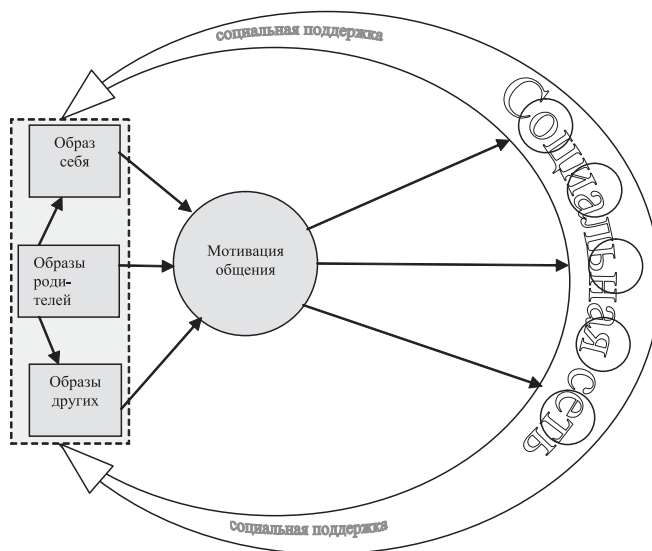 социальная поддержка
Образ
себя
Образы
роди-
телей
Образы
других
Мотивация
общения
Социальная сеть
социальная поддержка